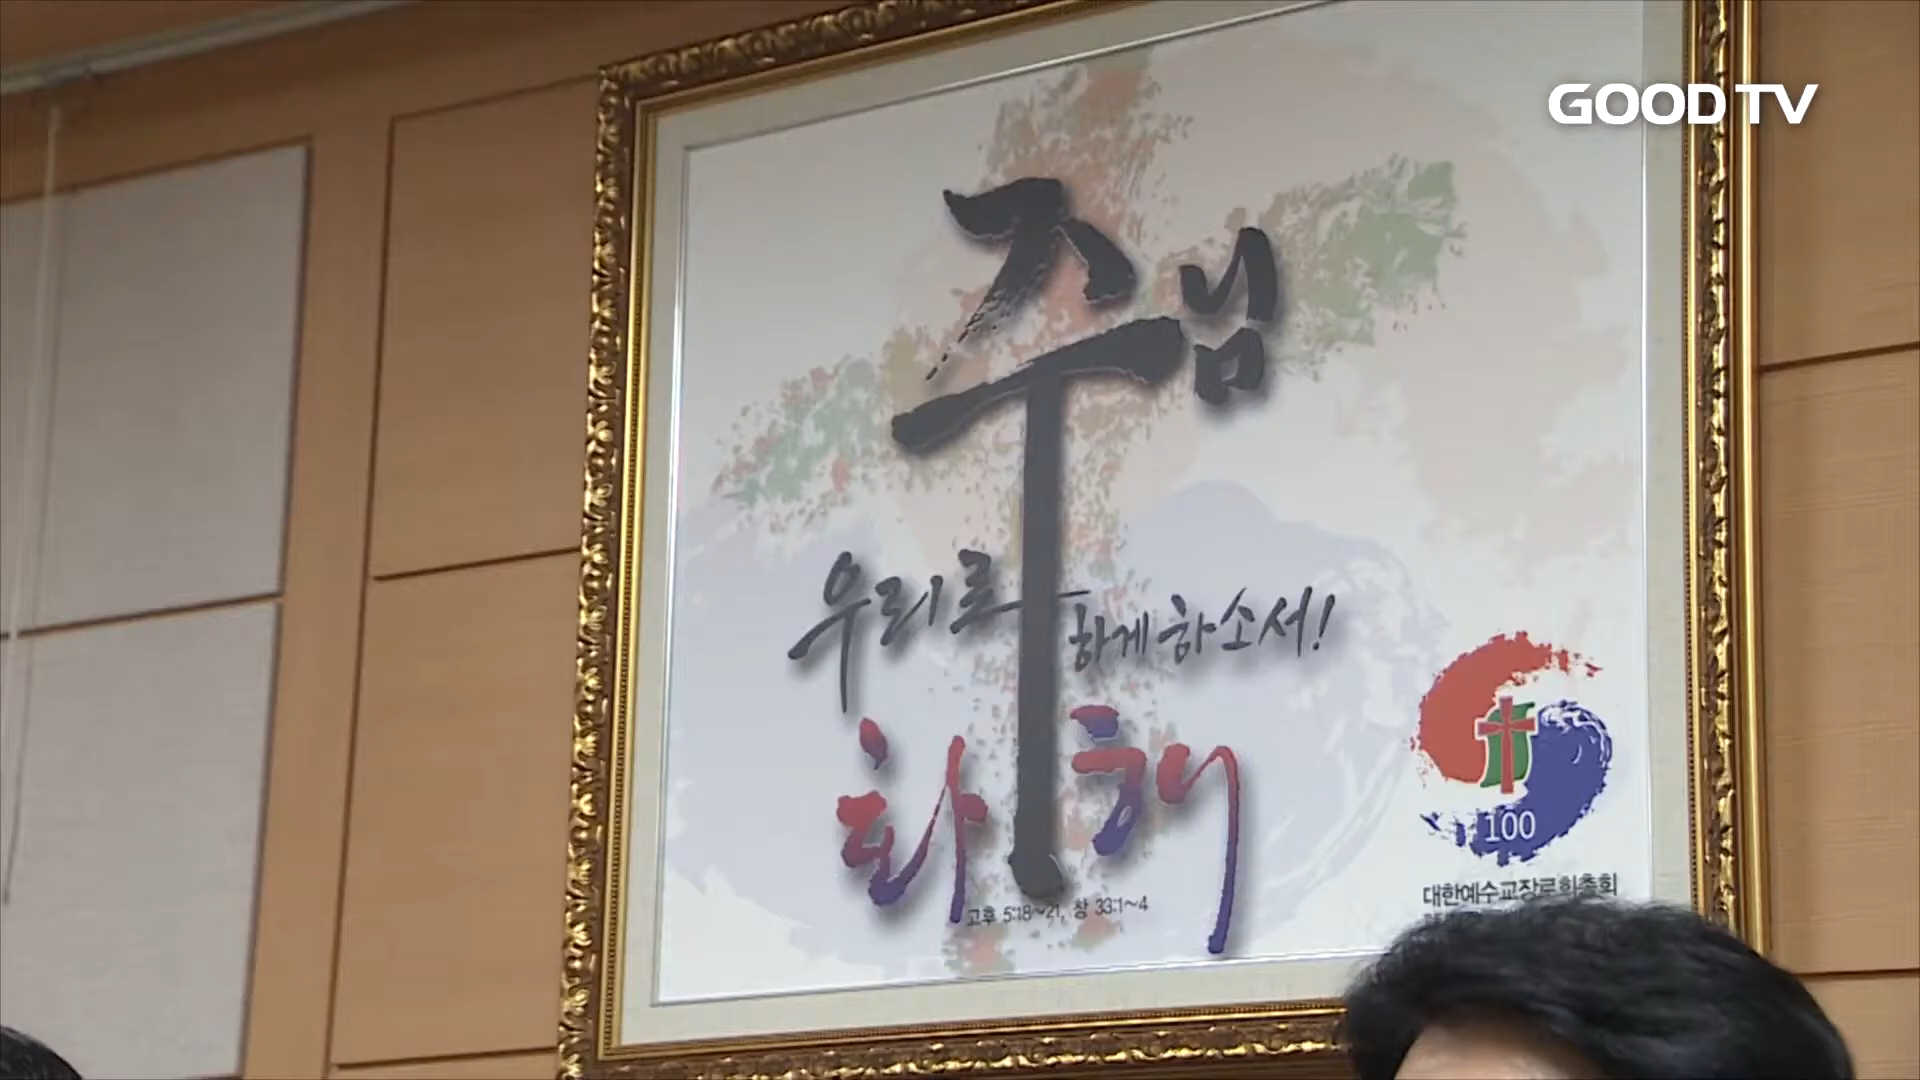 GOOD TV
주님
우리로
하게 하소서!
화해
고후 5:18~21, 창 33:1~4
100
대한예수교장로회총회